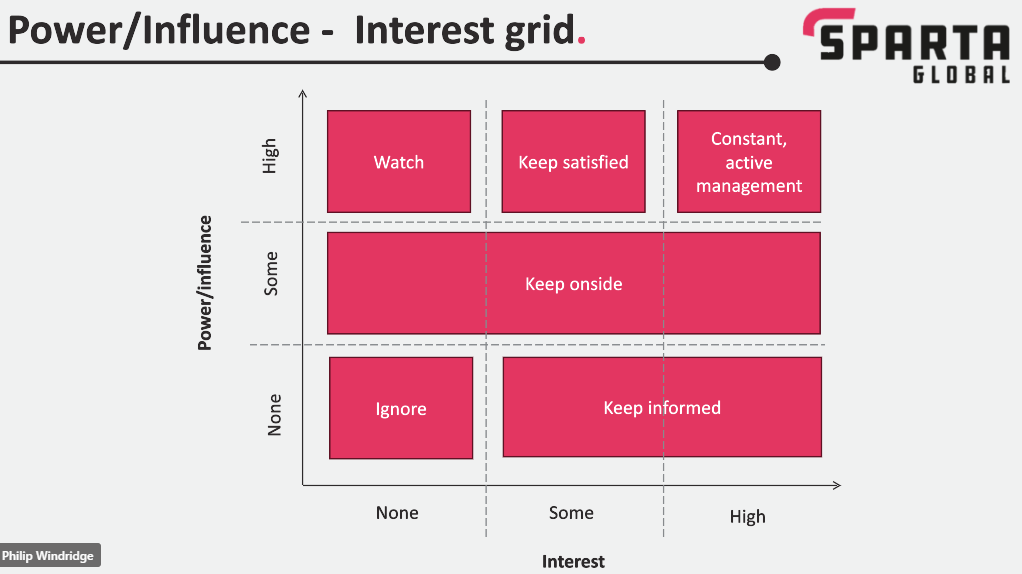 Power/Influence -  Interest grid.
SPARTA
GLOBAL
High
Watch
Keep satisfied
Constant,
active
management
Power/influence
Some
Keep onside
None
Ignore
Keep informed
None
Some
High
Interest
Philip Windridge